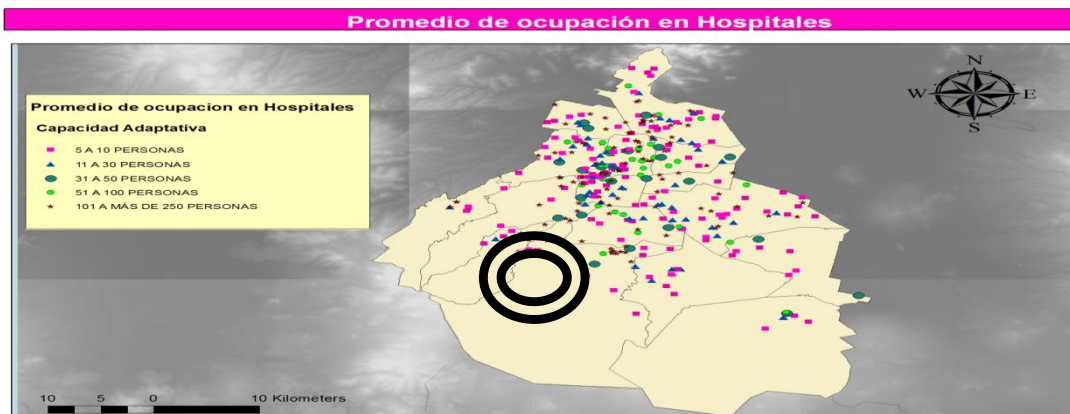 Promedio de ocupación en Hospitales
Promedio de ocupacion en Hospitales
Capacidad Adaptativa
5 A 10 PERSONAS
11 A 30 PERSONAS
31 A 50 PERSONAS
51 A 100 PERSONAS
101 A MÁS DE 250 PERSONAS
N
W E
S
10 5 0 10 Kilometers